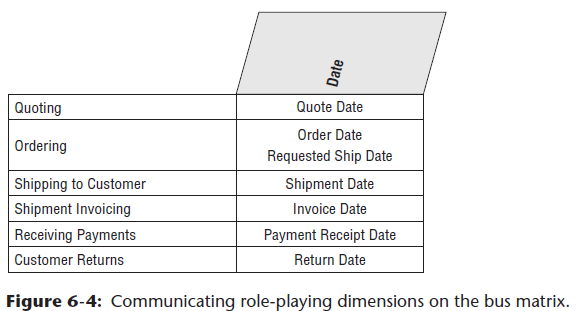 Date
Quoting Quote Date
Ordering Order Date
Requested Ship Date
Shipping to Customer Shipment Date
Shipment Invoicing Invoice Date
Receiving Payments Payment Receipt Date
Customer Returns Return Date
Figure 6-4: Communicating role-playing dimensions on the bus matrix.